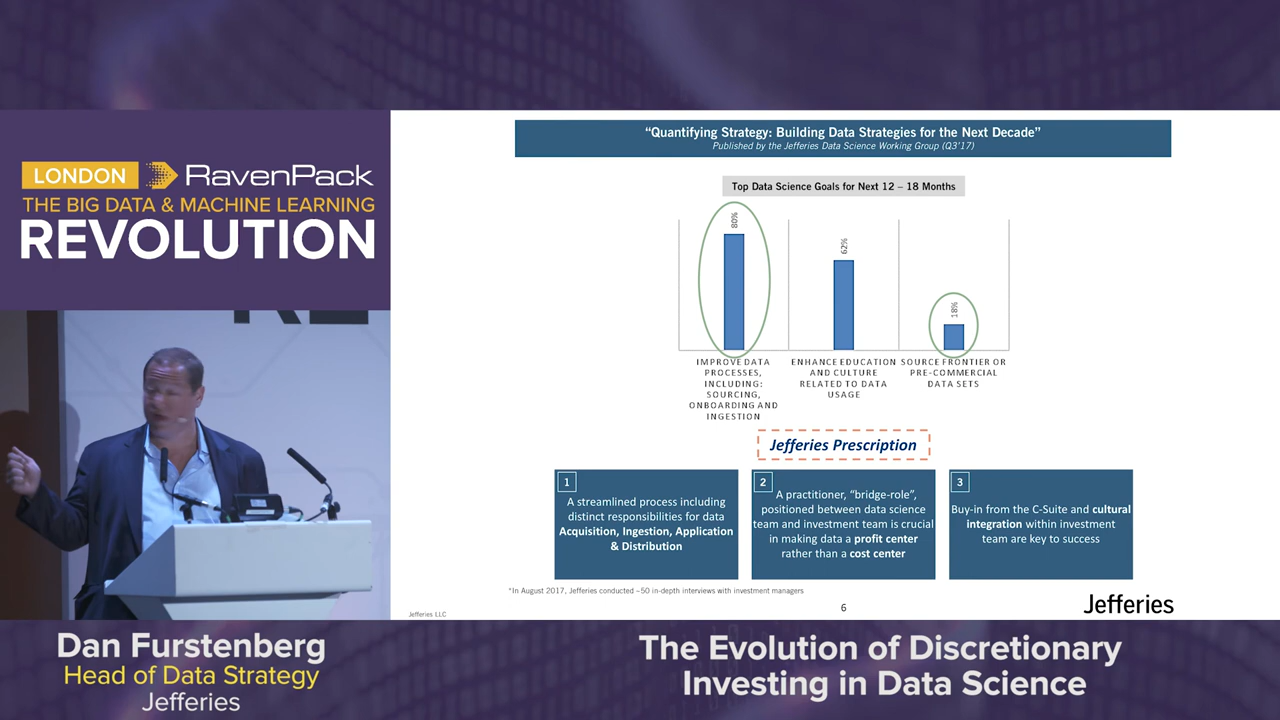 LONDON RavenPack
THE BIG DATA & MACHINE LEARNING
REVOLUTION
“Quantifying Strategy: Building Data Strategies for the Next Decade”
Published by the Jefferies Data Science Working Group (Q3'17)
Top Data Science Goals for Next 12 – 18 Months
80%
62%
18%
IMPROVE DATA
PROCESSES,
INCLUDING:
SOURCING,
ONBOARDING AND
INGESTION
ENHANCE EDUCATION
AND CULTURE
RELATED TO DATA
USAGE
SOURCE FRONTIER OR
PRE-COMMERCIAL
DATA SETS
Jefferies Prescription
1
A streamlined process including
distinct responsibilities for data
Acquisition, Ingestion, Application
& Distribution
2
A practitioner, “bridge-role”,
positioned between data science
team and investment team is crucial
in making data a profit center
rather than a cost center
3
Buy-in from the C-Suite and cultural
integration within investment
team are key to success
*In August 2017, Jefferies conducted ~50 in-depth interviews with investment managers
Jefferies LLC
6
Jefferies
Dan Furstenberg
Head of Data Strategy
Jefferies
The Evolution of Discretionary
Investing in Data Science